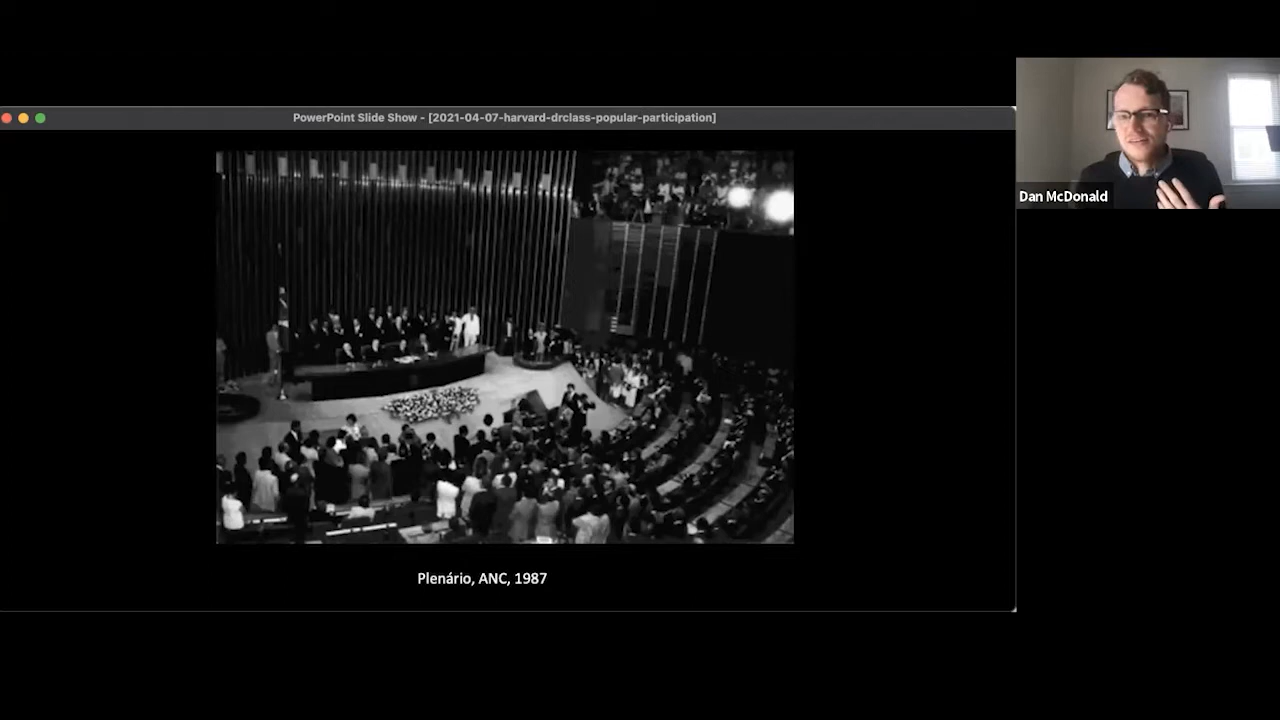 PowerPoint Slide Show - [2021-04-07-harvard-drclass-popular-participation]
Dan McDonald
Plenário, ANC, 1987